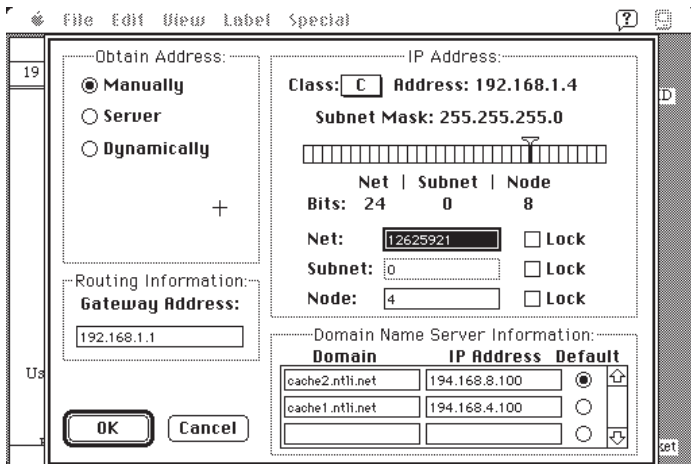 File Edit View Label Special
19
Obtain Address:
Manually
Server
Dynamically
Routing Information:
Gateway Address:
192.168.1.1
OK Cancel
IP Address:
Class: C Address: 192.168.1.4
Subnet Mask: 255.255.255.0
Net | Subnet | Node
Bits: 24 0 8
Net: 12625921 Lock
Subnet: 0 Lock
Node: 4 Lock
Domain Name Server Information:
Domain IP Address Default
cache2.ntli.net 194.168.8.100
cache1.ntli.net 194.168.4.100
Us
D
ket